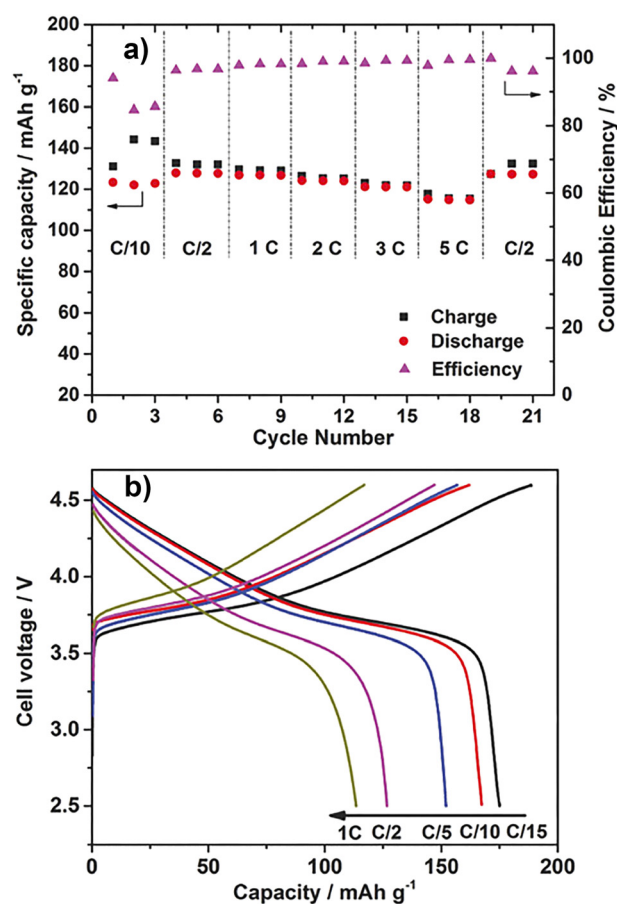 a)
200
180
160
140
120
100
80
60
40
20
Specific capacity / mAh g⁻¹
C/10 C/2 1 C 2 C 3 C 5 C C/2
Charge
Discharge
Efficiency
100
80
60
40
20
0
Coulombic Efficiency / %
0 3 6 9 12 15 18 21
Cycle Number
b)
4.5
4.0
3.5
3.0
2.5
Cell voltage / V
1C C/2 C/5 C/10 C/15
0 50 100 150 200
Capacity / mAh g⁻¹